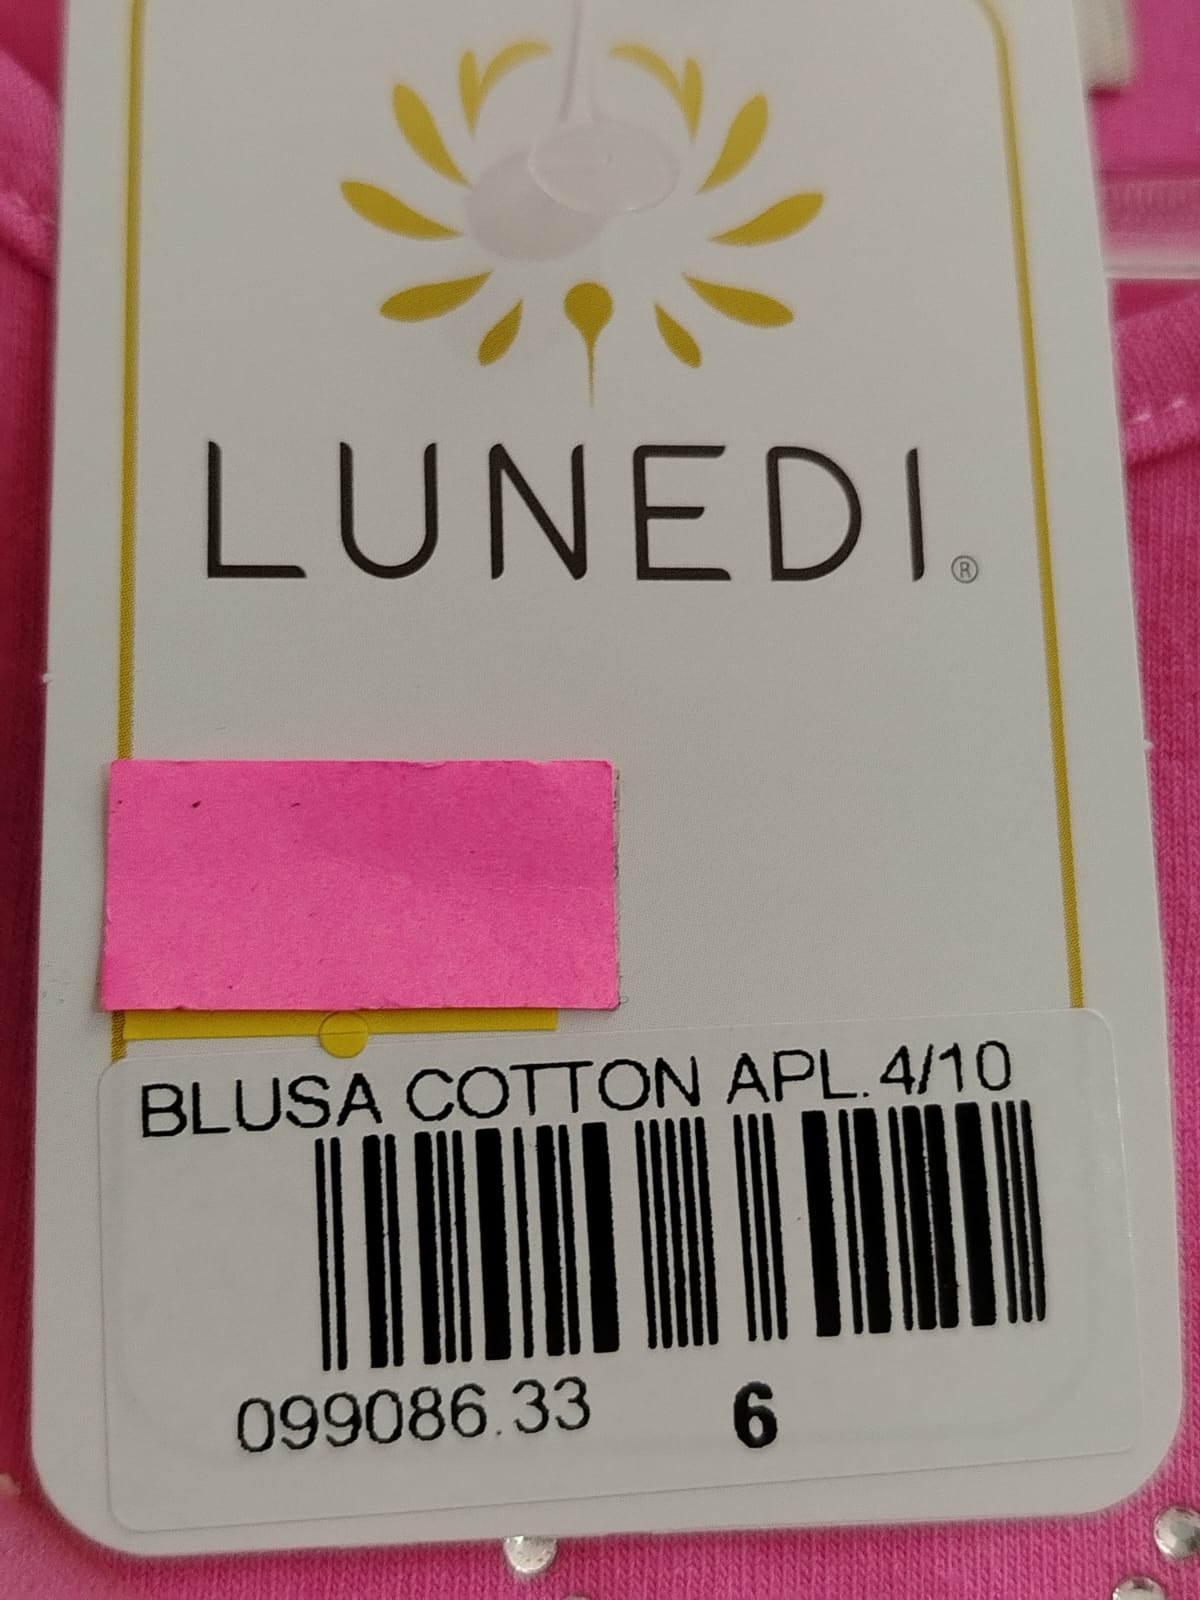 LUNEDI®
BLUSA COTTON APL. 4/10
099086.33 6